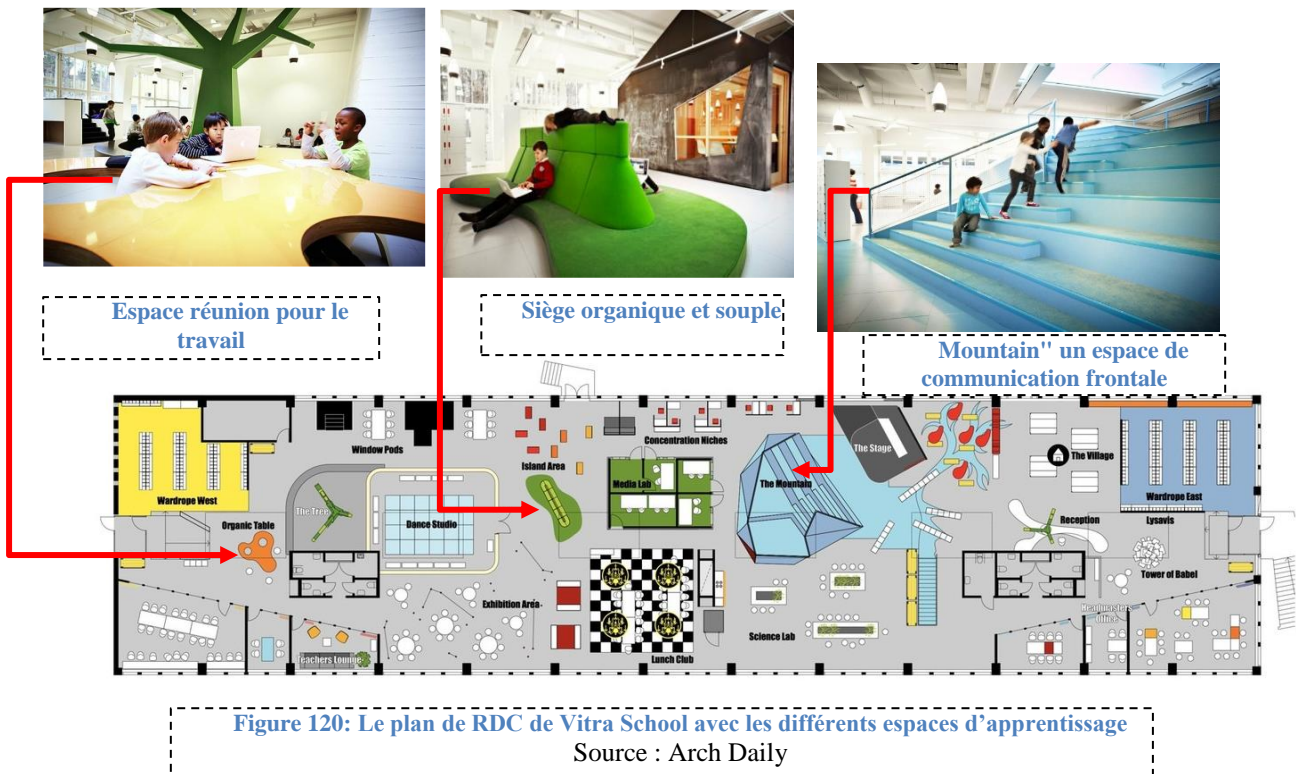 Espace réunion pour le
travail
Siège organique et souple
Mountain" un espace de
communication frontale
Window Pods
Concentration Niches
The Stage
The Village
Island Area
Media Lab
The Mountain
Wardrope West
The Tree
Wardrope East
Organic Table
Dance Studio
Reception
Lysavis
Tower of Babel
Exhibition Area
Headmasters
office
Science Lab
Teachers Lounge
Lunch Club
Figure 120: Le plan de RDC de Vitra School avec les différents espaces d’apprentissage
Source : Arch Daily